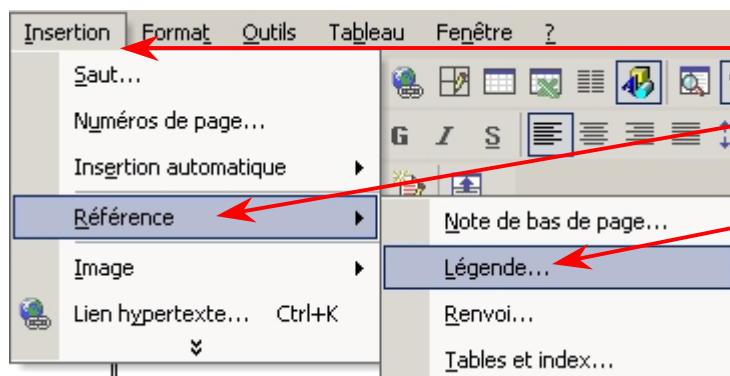 Insertion Format Outils Tableau Fenêtre ?
Saut...
Numéros de page...
Insertion automatique
Référence
Image
Lien hypertexte... Ctrl+K
G I S
Note de bas de page...
Légende...
Renvoi...
Tables et index...